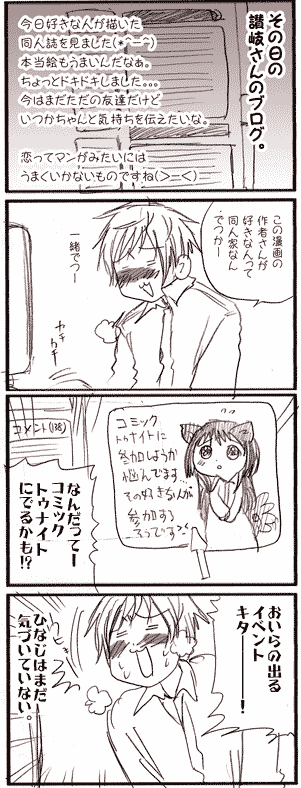 その日の
讃岐さんのブログ。
今日好きな人が描いた
同人誌を見ました(*^ー^)
本当絵もうまいんだなぁ。
ちょっとドキドキしました。。。
今はまだただの友達だけど
いつかちゃんと気持ちを伝えたいな。
恋ってマンガみたいには
うまくいかないものですね(>ー<)
この漫画の
作者さんが
好きな人って
同人家なん
でつかー
一緒でつー
カチ
カチ
コミック
トゥナイトに
参加しようか
悩んでます…
その好きな人が
参加する
そうです>く
コメント(138)
なんだってー
コミック
トゥナイト
にでるかも!?
おいらの出る
イベント
キターーー!
ひなじはまだ
気づいていない。